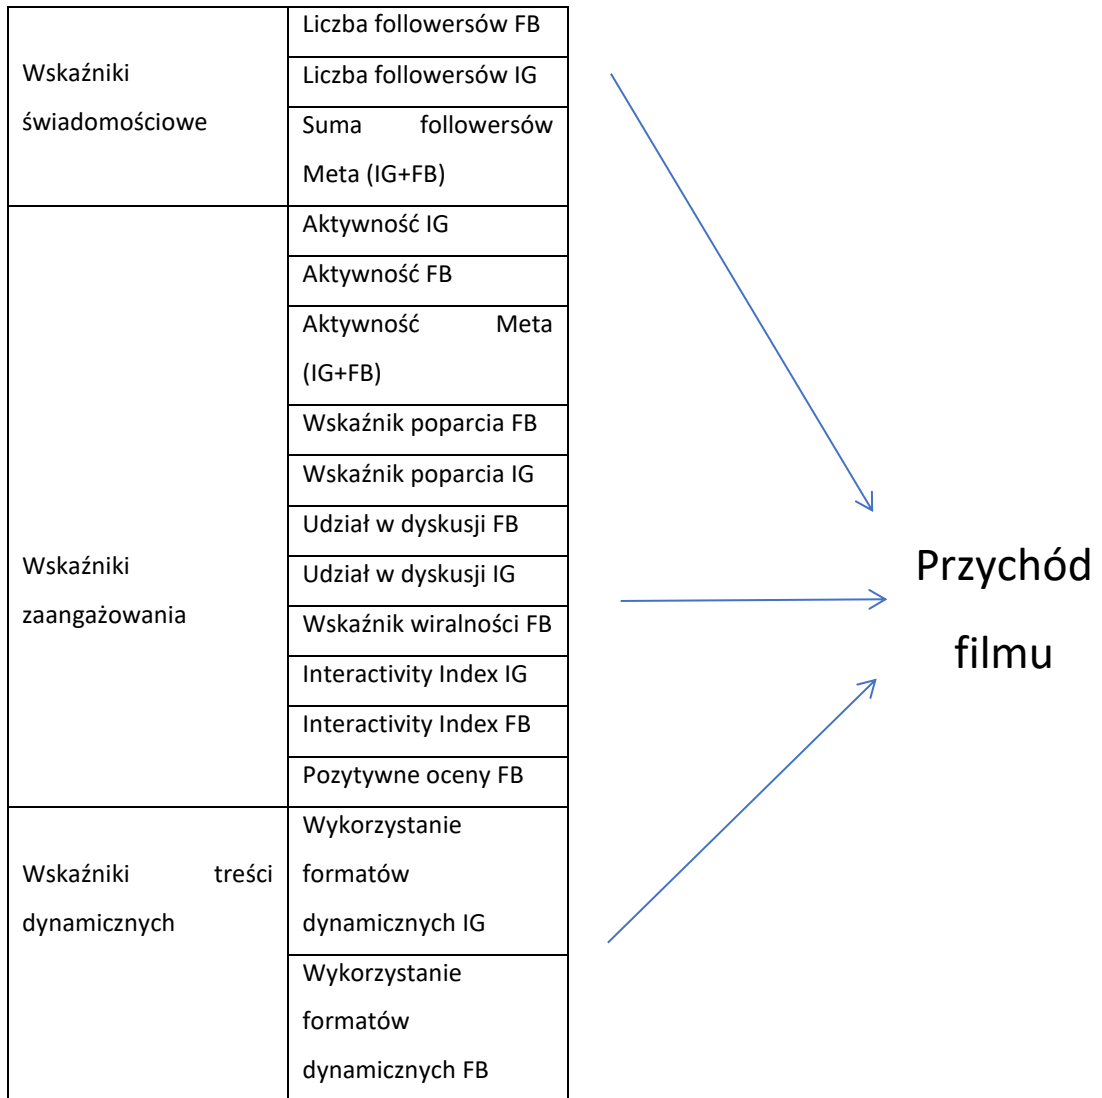 Wskaźniki
świadomościowe
Liczba followersów FB
Liczba followersów IG
Suma followersów
Meta (IG+FB)
Wskaźniki
zaangażowania
Aktywność IG
Aktywność FB
Aktywność Meta
(IG+FB)
Wskaźnik poparcia FB
Wskaźnik poparcia IG
Udział w dyskusji FB
Udział w dyskusji IG
Wskaźnik wiralności FB
Interactivity Index IG
Interactivity Index FB
Pozytywne oceny FB
Wskaźniki treści
dynamicznych
Wykorzystanie
formatów
dynamicznych IG
Wykorzystanie
formatów
dynamicznych FB
Przychód
filmu